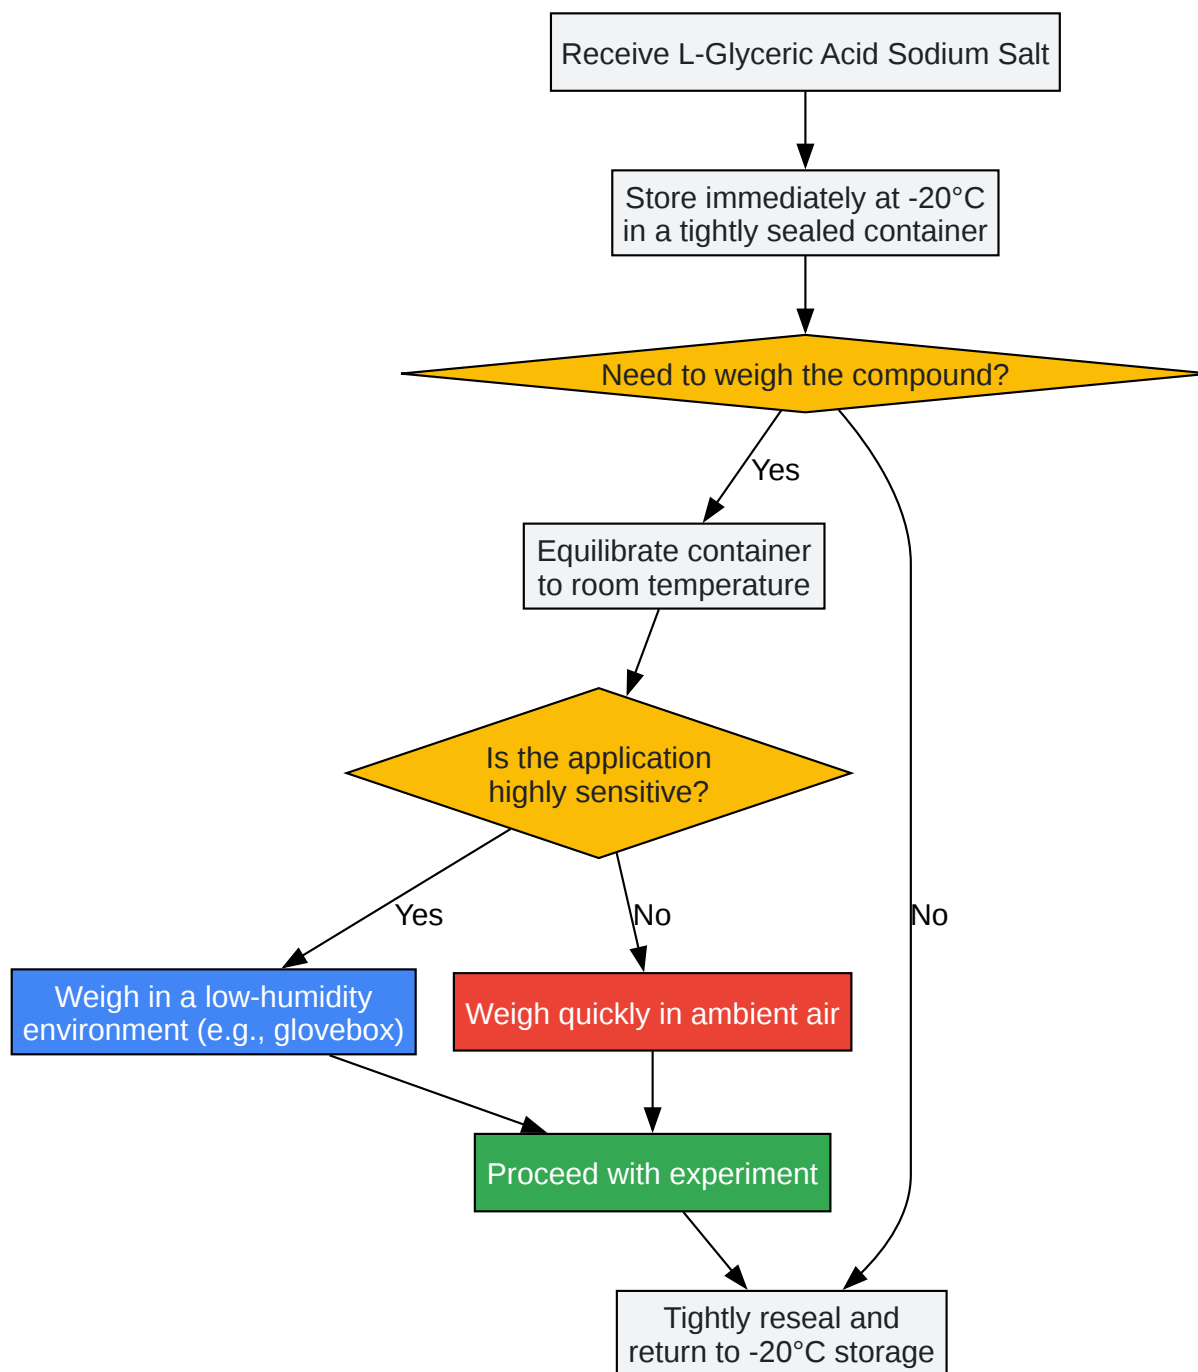 Receive L-Glyceric Acid Sodium Salt
Store immediately at -20°C
in a tightly sealed container
Need to weigh the compound?
Yes
Equilibrate container
to room temperature
Is the application
highly sensitive?
Yes
No
No
Weigh in a low-humidity
environment (e.g., glovebox)
Weigh quickly in ambient air
Proceed with experiment
Tightly reseal and
return to -20°C storage